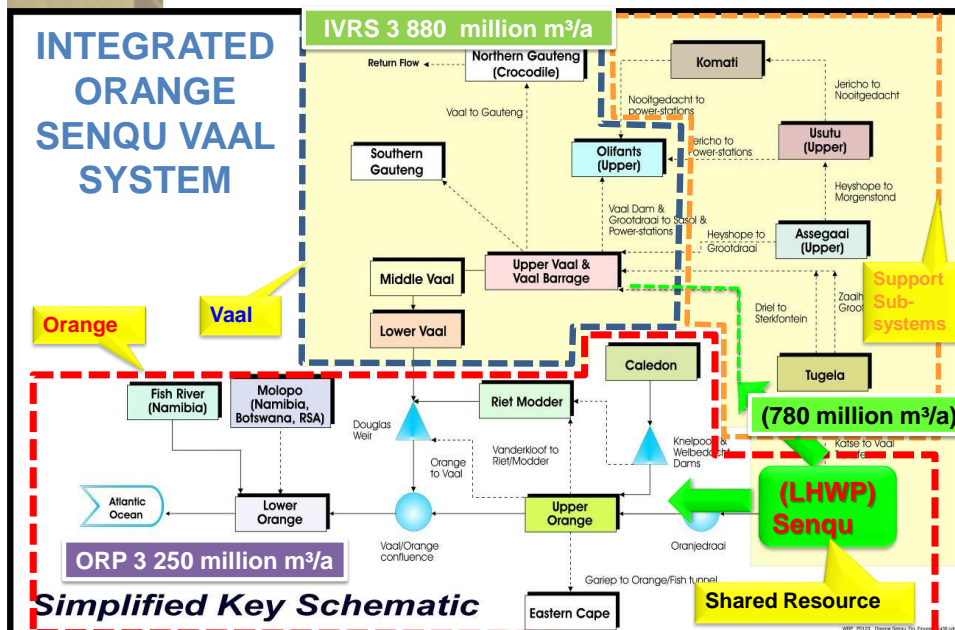 INTEGRATED
ORANGE
SENQU VAAL
SYSTEM
IVRS 3 880 million m³/a
Return Flow
Northern Gauteng
(Crocodile)
Komati
Vaal to Gauteng
Nooitgedacht to
power-stations
Jericho to
Nooitgedacht
Southern
Gauteng
Olifants
(Upper)
Jericho to
Power-stations
Usutu
(Upper)
Vaal Dam &
Grootdraai to Sasol &
Power-stations
Heyshope to
Morgenstond
Heyshope to
Grootdraai
Assegaai
(Upper)
Middle Vaal
Upper Vaal &
Vaal Barrage
Support
Sub-
systems
Orange
Vaal
Lower Vaal
Driel to
Sterkfontein
Caledon
Tugela
Fish River
(Namibia)
Molopo
(Namibia,
Botswana, RSA)
Riet Modder
(780 million m³/a)
Douglas
Weir
Vanderkloof to
Riet/Modder
Welbedacht
Dams
Katse to Vaal
Orange
to Vaal
(LHWP)
Senqu
Atlantic
Ocean
Lower
Orange
Upper
Orange
Vaal/Orange
confluence
Oranjedraai
ORP 3 250 million m³/a
Gariep to Orange/Fish tunnel
Shared Resource
Simplified Key Schematic
Eastern Cape